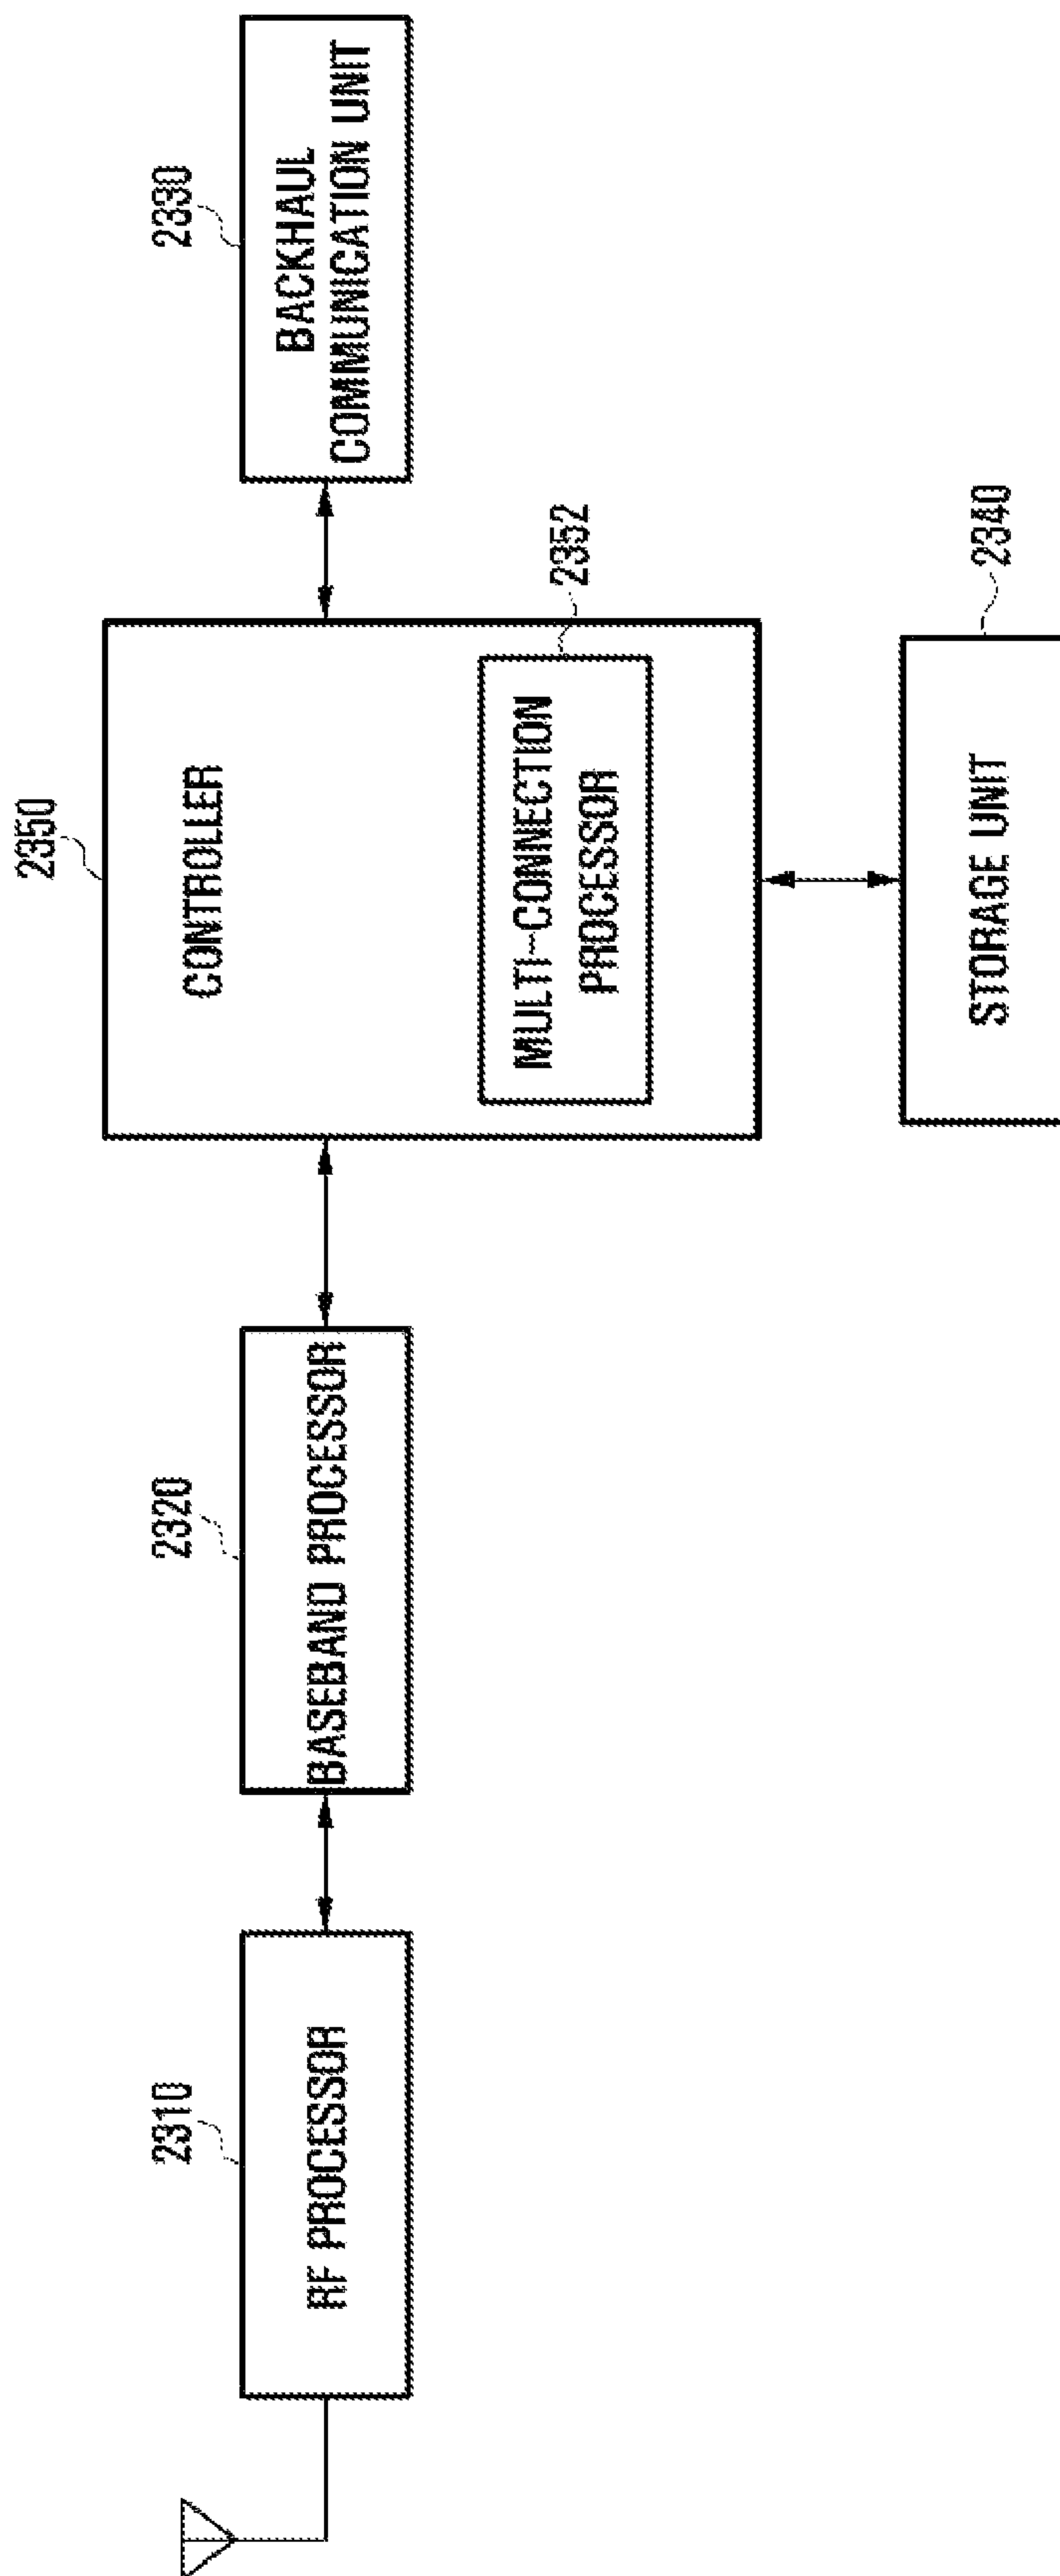 2310
RF PROCESSOR
2320
BASEBAND PROCESSOR
2350
CONTROLLER
2352
MULTI-CONNECTION
PROCESSOR
2330
BACKHAUL
COMMUNICATION UNIT
2340
STORAGE UNIT